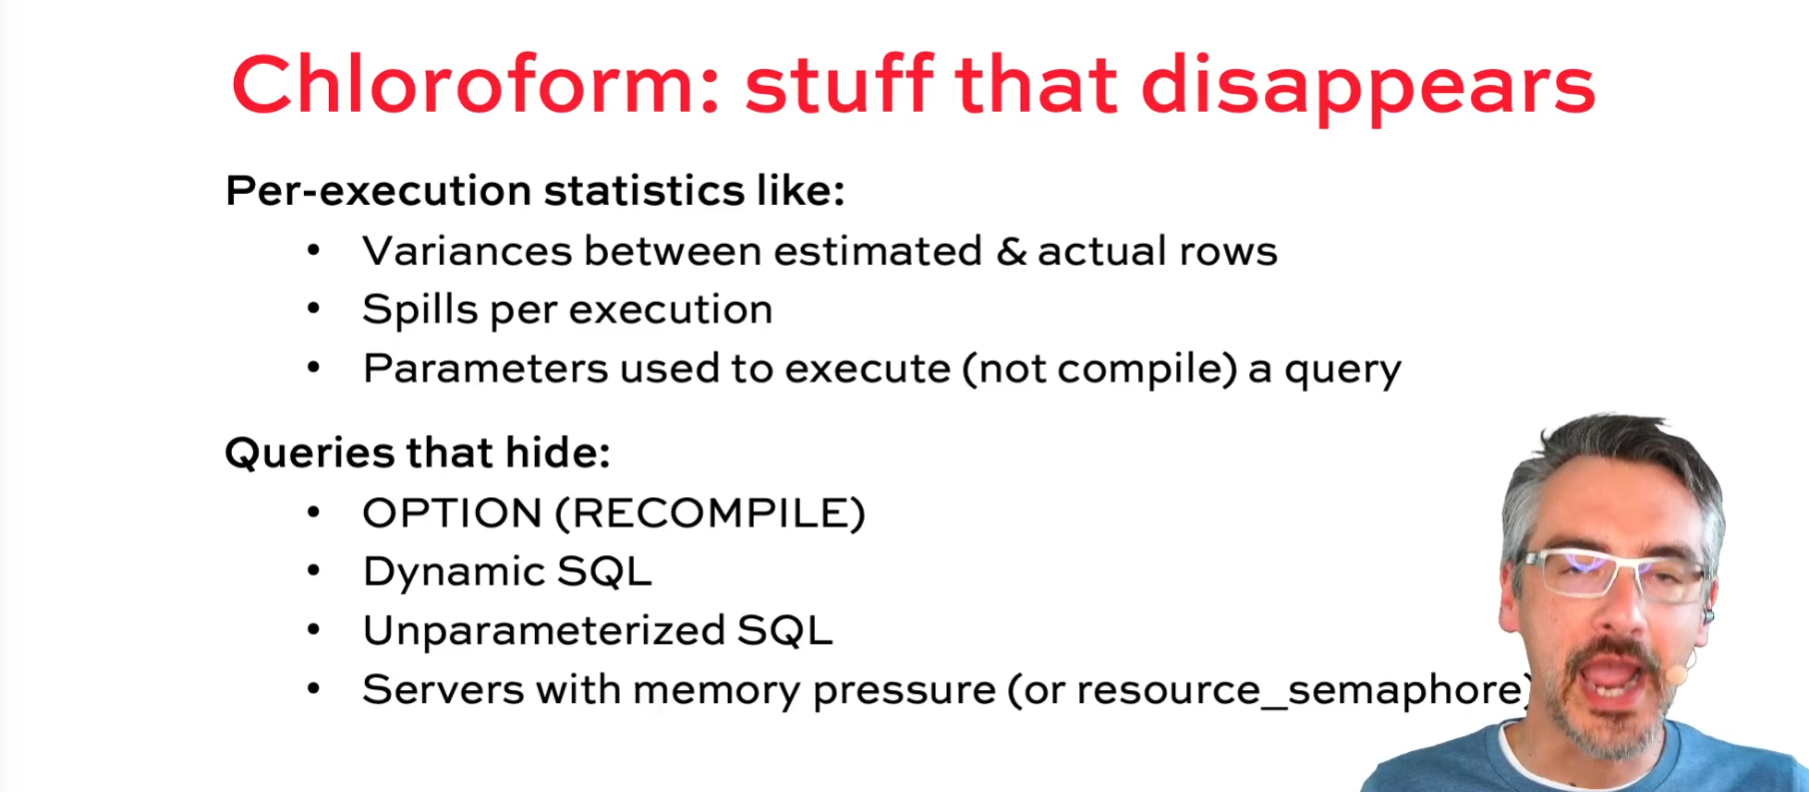 Chloroform: stuff that disappears
Per-execution statistics like:
• Variances between estimated & actual rows
• Spills per execution
• Parameters used to execute (not compile) a query
Queries that hide:
• OPTION (RECOMPILE)
• Dynamic SQL
• Unparameterized SQL
• Servers with memory pressure (or resource_semaphore)